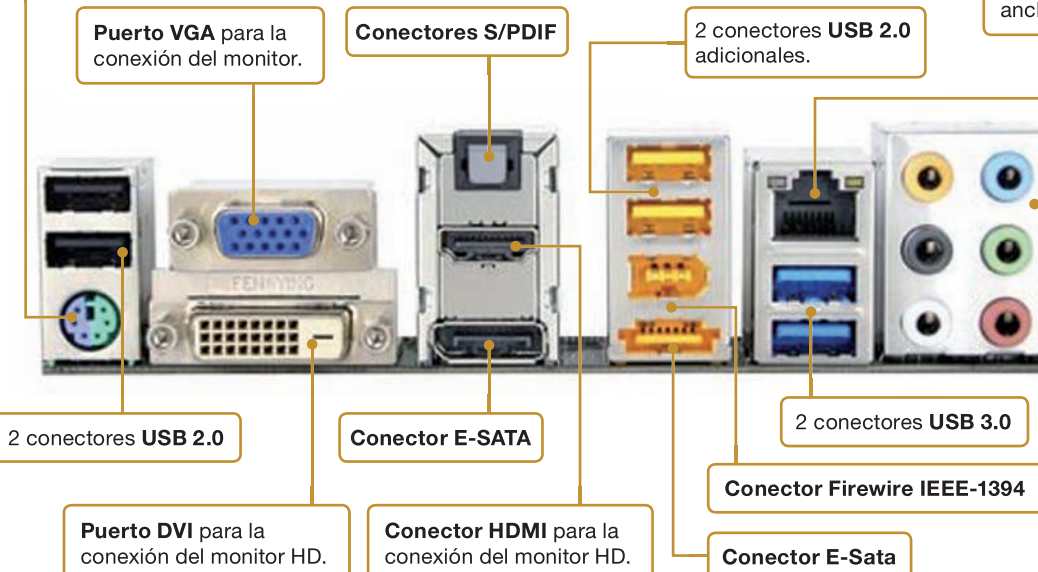 ancl
Puerto VGA para la
conexión del monitor.
Conectores S/PDIF
2 conectores USB 2.0
adicionales.
FENGYING
2 conectores USB 2.0
Conector E-SATA
2 conectores USB 3.0
Conector Firewire IEEE-1394
Puerto DVI para la
conexión del monitor HD.
Conector HDMI para la
conexión del monitor HD.
Conector E-Sata